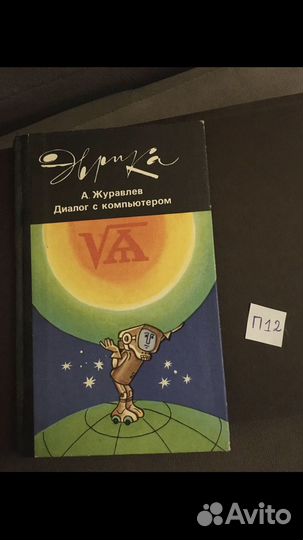 Эврика
А. Журавлев
Диалог с компьютером
П12
Avito